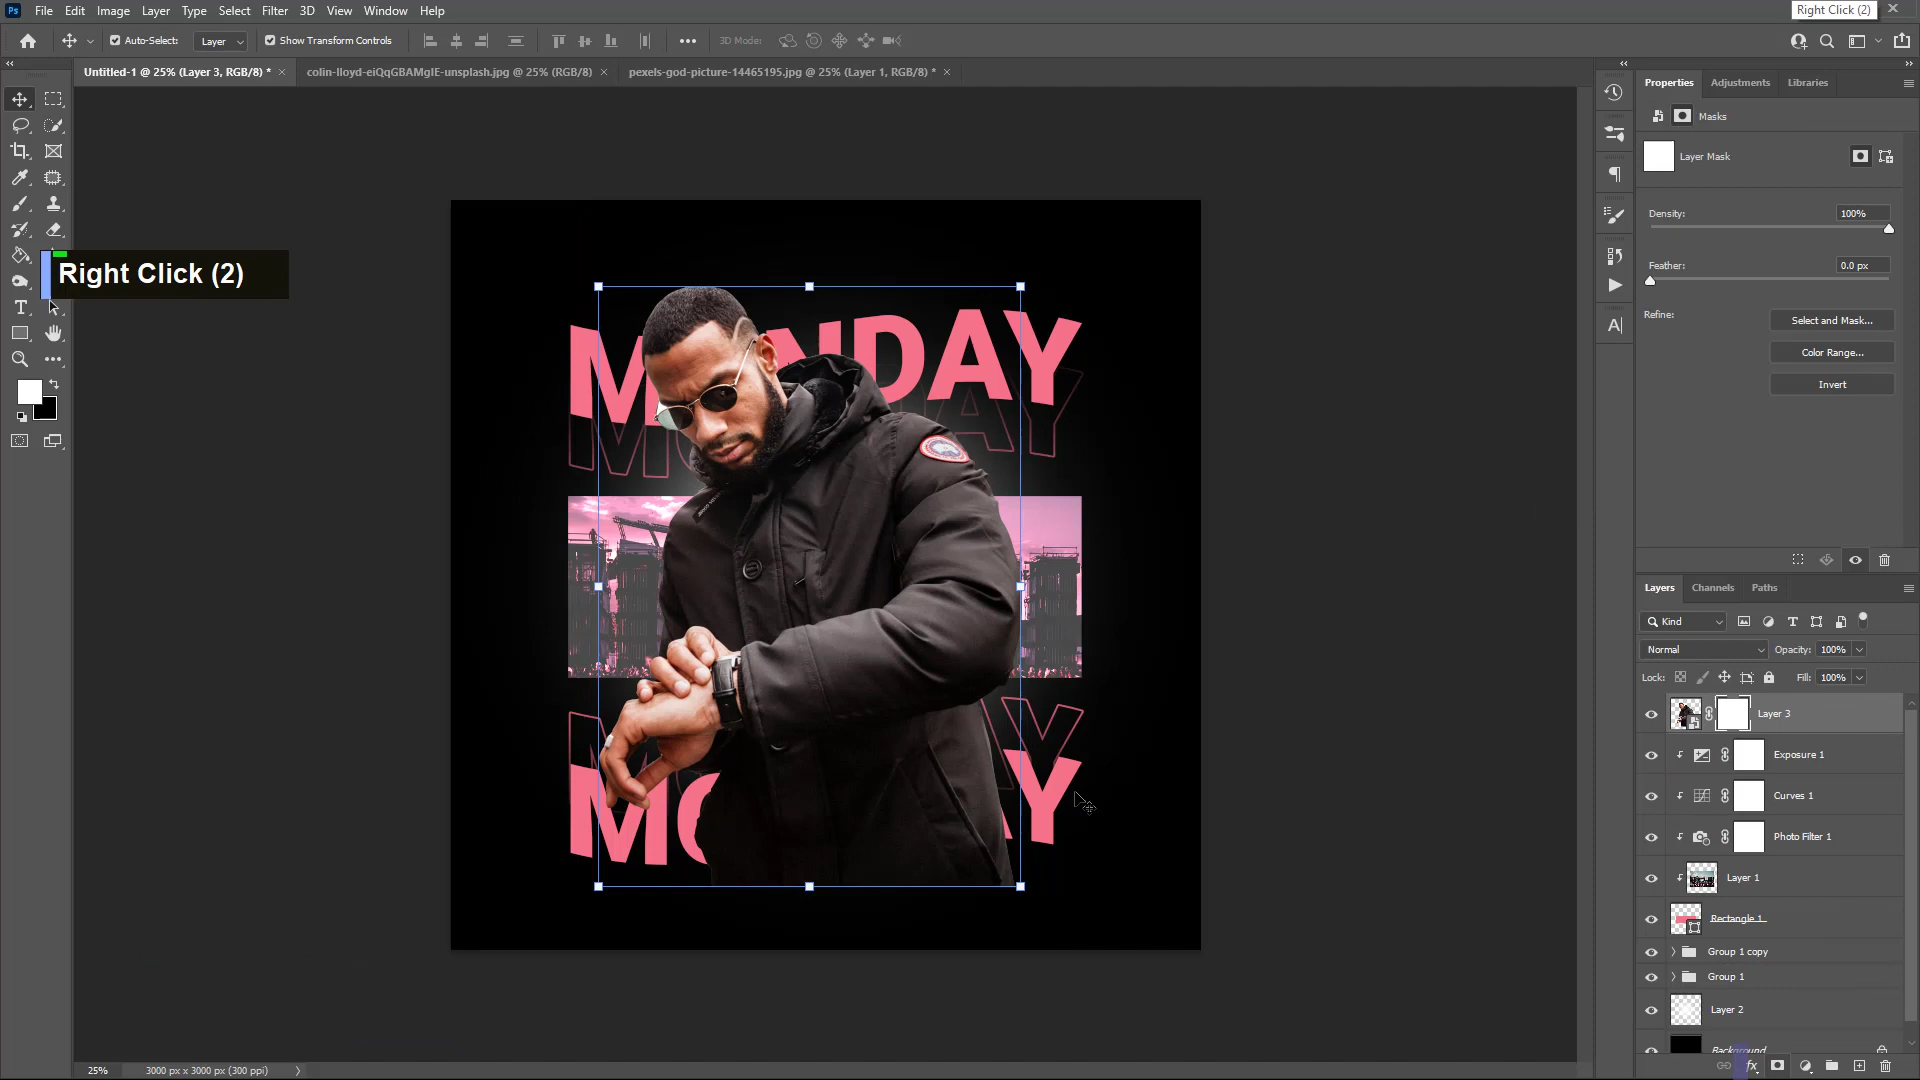 Ps File Edit Image Layer Type Select Filter 3D View Window Help
Right Click (2)
Auto-Select: Layer Show Transform Controls 3D Mode:
Untitled-1 @ 25% (Layer 3, RGB/8) * colin-lloyd-eiQqGBAMgIE-unsplash.jpg @ 25% (RGB/8) pexels-god-picture-14465195.jpg @ 25% (Layer 1, RGB/8) *
Right Click (2)
MONDAY
Properties Adjustments Libraries
Masks
Layer Mask
Density: 100%
Feather: 0.0 px
Refine: Select and Mask...
Color Range...
Invert
Layers Channels Paths
Kind
Normal Opacity: 100%
Lock: Fill: 100%
Layer 3
Exposure 1
Curves 1
Photo Filter 1
Layer 1
Rectangle 1
Group 1 copy
Group 1
Layer 2
Background
fx
25% 3000 px x 3000 px (300 ppi)